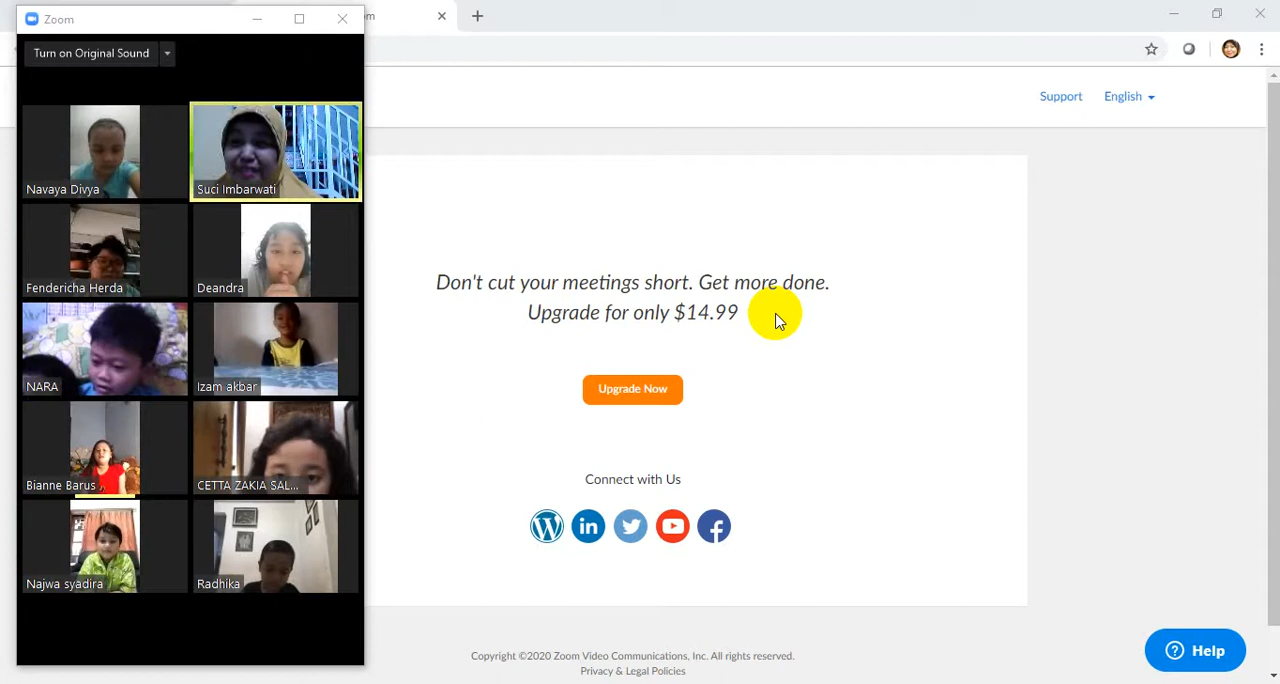 Zoom
om
Turn on Original Sound
Support
English
Navaya Divya
Suci Imbarwati
Fendericha Herda
Deandra
NARA
Izam akbar
Bianne Barus
CETTA ZAKIA SAL...
Najwa syadira
Radhika
Don't cut your meetings short. Get more done.
Upgrade for only $14.99
Upgrade Now
Connect with Us
Copyright ©2020 Zoom Video Communications, Inc. All rights reserved.
Privacy & Legal Policies
Help